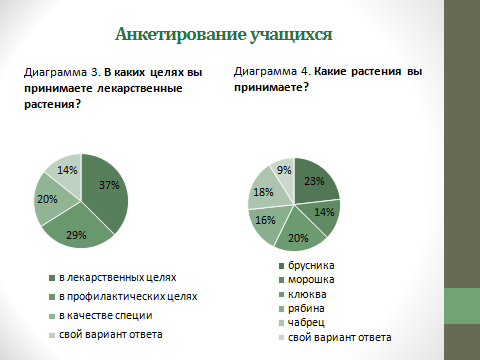 Анкетирование учащихся
Диаграмма 3. В каких целях вы
принимаете лекарственные
растения?
37%
29%
20%
14%
в лекарственных целях
в профилактических целях
в качестве специи
свой вариант ответа
Диаграмма 4. Какие растения вы
принимаете?
23%
14%
20%
16%
18%
9%
брусника
морошка
клюква
рябина
чабрец
свой вариант ответа